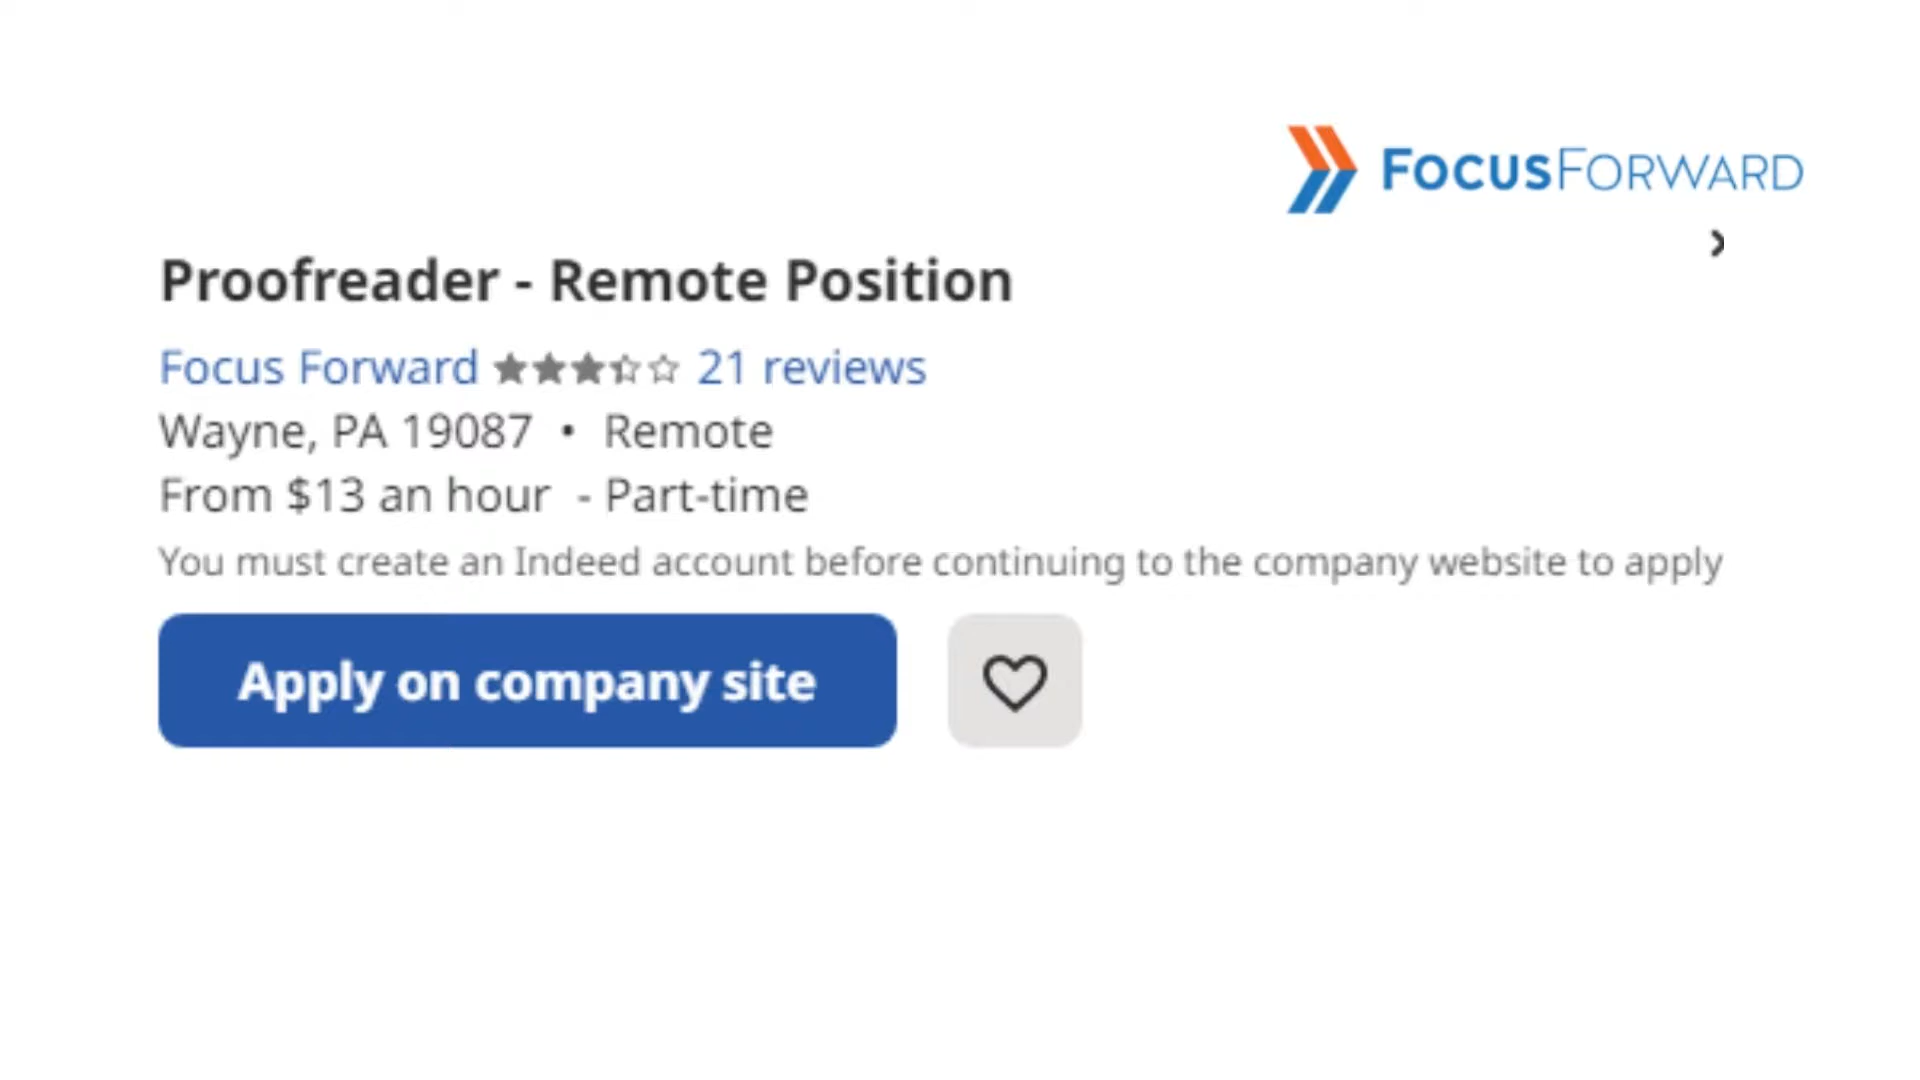 FOCUSFORWARD
Proofreader - Remote Position
Focus Forward 21 reviews
Wayne, PA 19087 • Remote
From $13 an hour - Part-time
You must create an Indeed account before continuing to the company website to apply
Apply on company site